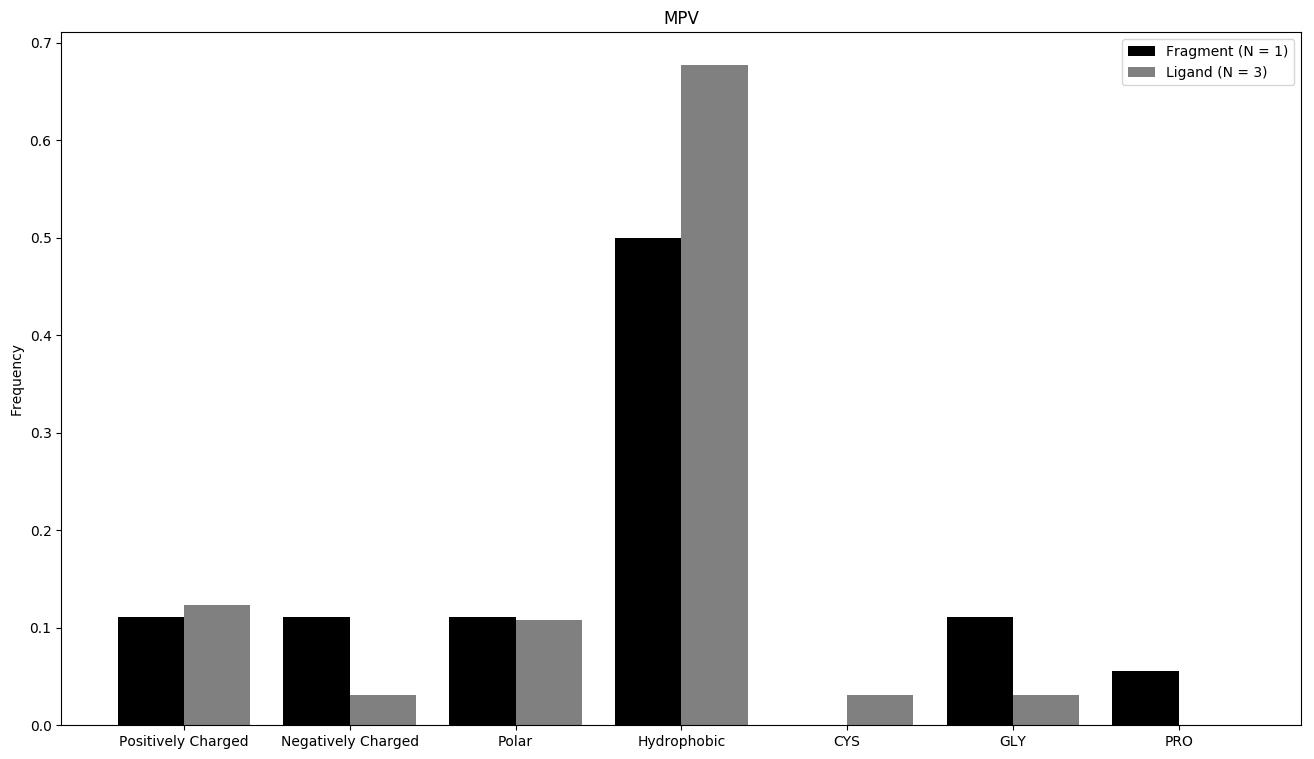 MPV
Fragment (N = 1)
Ligand (N = 3)
Frequency
0.7
0.6
0.5
0.4
0.3
0.2
0.1
0.0
Positively Charged
Negatively Charged
Polar
Hydrophobic
CYS
GLY
PRO